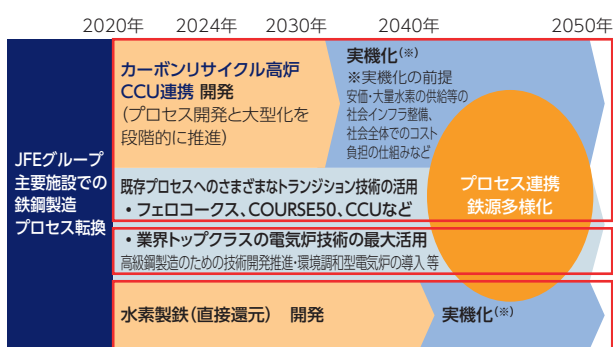 2020年 2024年 2030年 2040年 2050年
JFEグループ
主要施設での
鉄鋼製造
プロセス転換
カーボンリサイクル高炉
CCU連携 開発
(プロセス開発と大型化を
段階的に推進)
実機化(※)
※実機化の前提
安価・大量水素の供給等の
社会インフラ整備、
社会全体でのコスト
負担の仕組みなど
既存プロセスへのさまざまなトランジション技術の活用
・フェロコークス、COURSE50、CCUなど
・業界トップクラスの電気炉技術の最大活用
高級鋼製造のための技術開発推進・環境調和型電気炉の導入 等
プロセス連携
鉄源多様化
水素製鉄(直接還元) 開発
実機化(※)